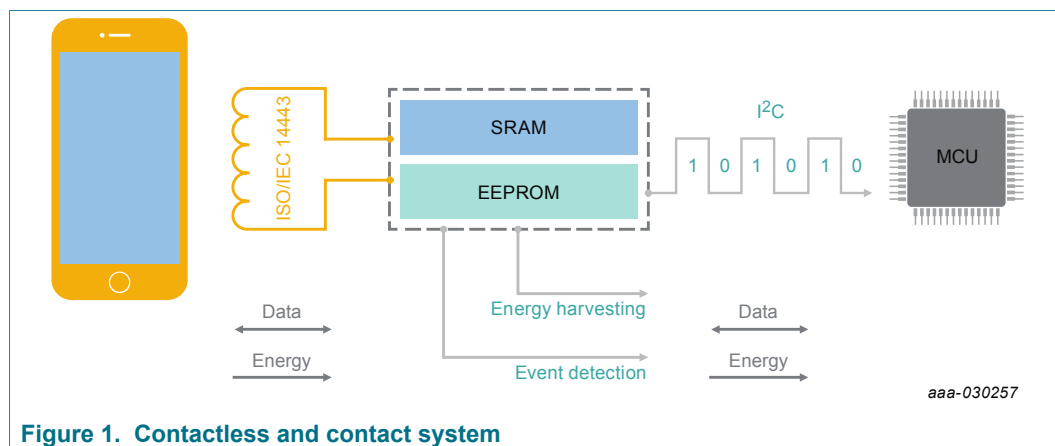 ISO/IEC 14443
SRAM
EEPROM
I²C
1 0 1 0 1 0
MCU
Energy harvesting
Event detection
Data
Energy
Data
Energy
aaa-030257
Figure 1. Contactless and contact system